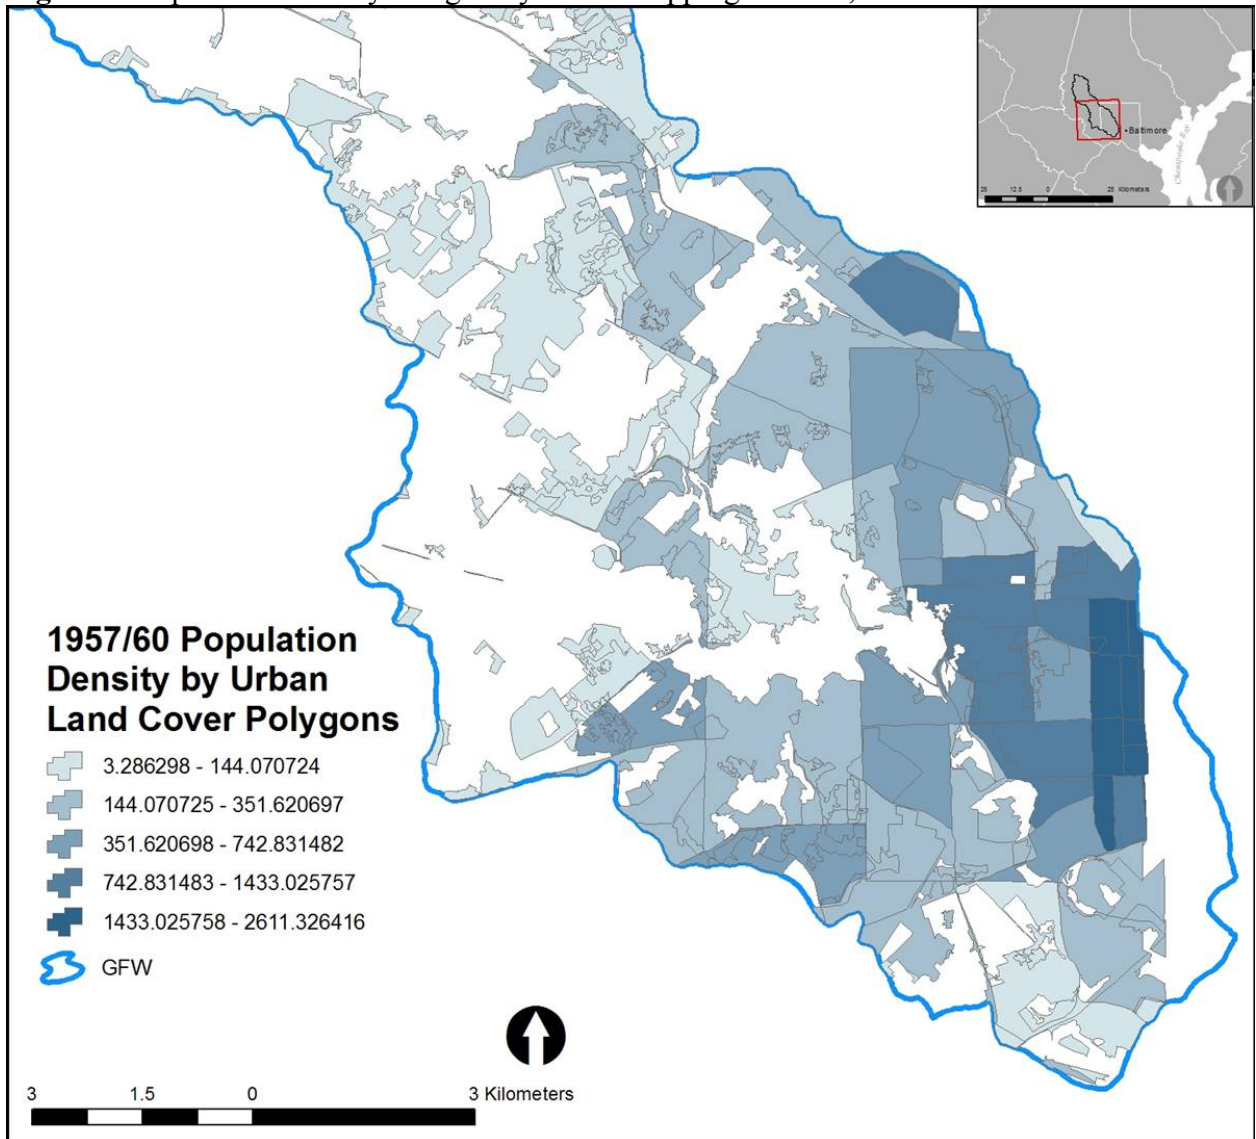 Baltimore
Chesapeake Bay
25 12.5 0 25 Kilometers
1957/60 Population
Density by Urban
Land Cover Polygons
3.286298 - 144.070724
144.070725 - 351.620697
351.620698 - 742.831482
742.831483 - 1433.025757
1433.025758 - 2611.326416
GFW
3 1.5 0 3 Kilometers